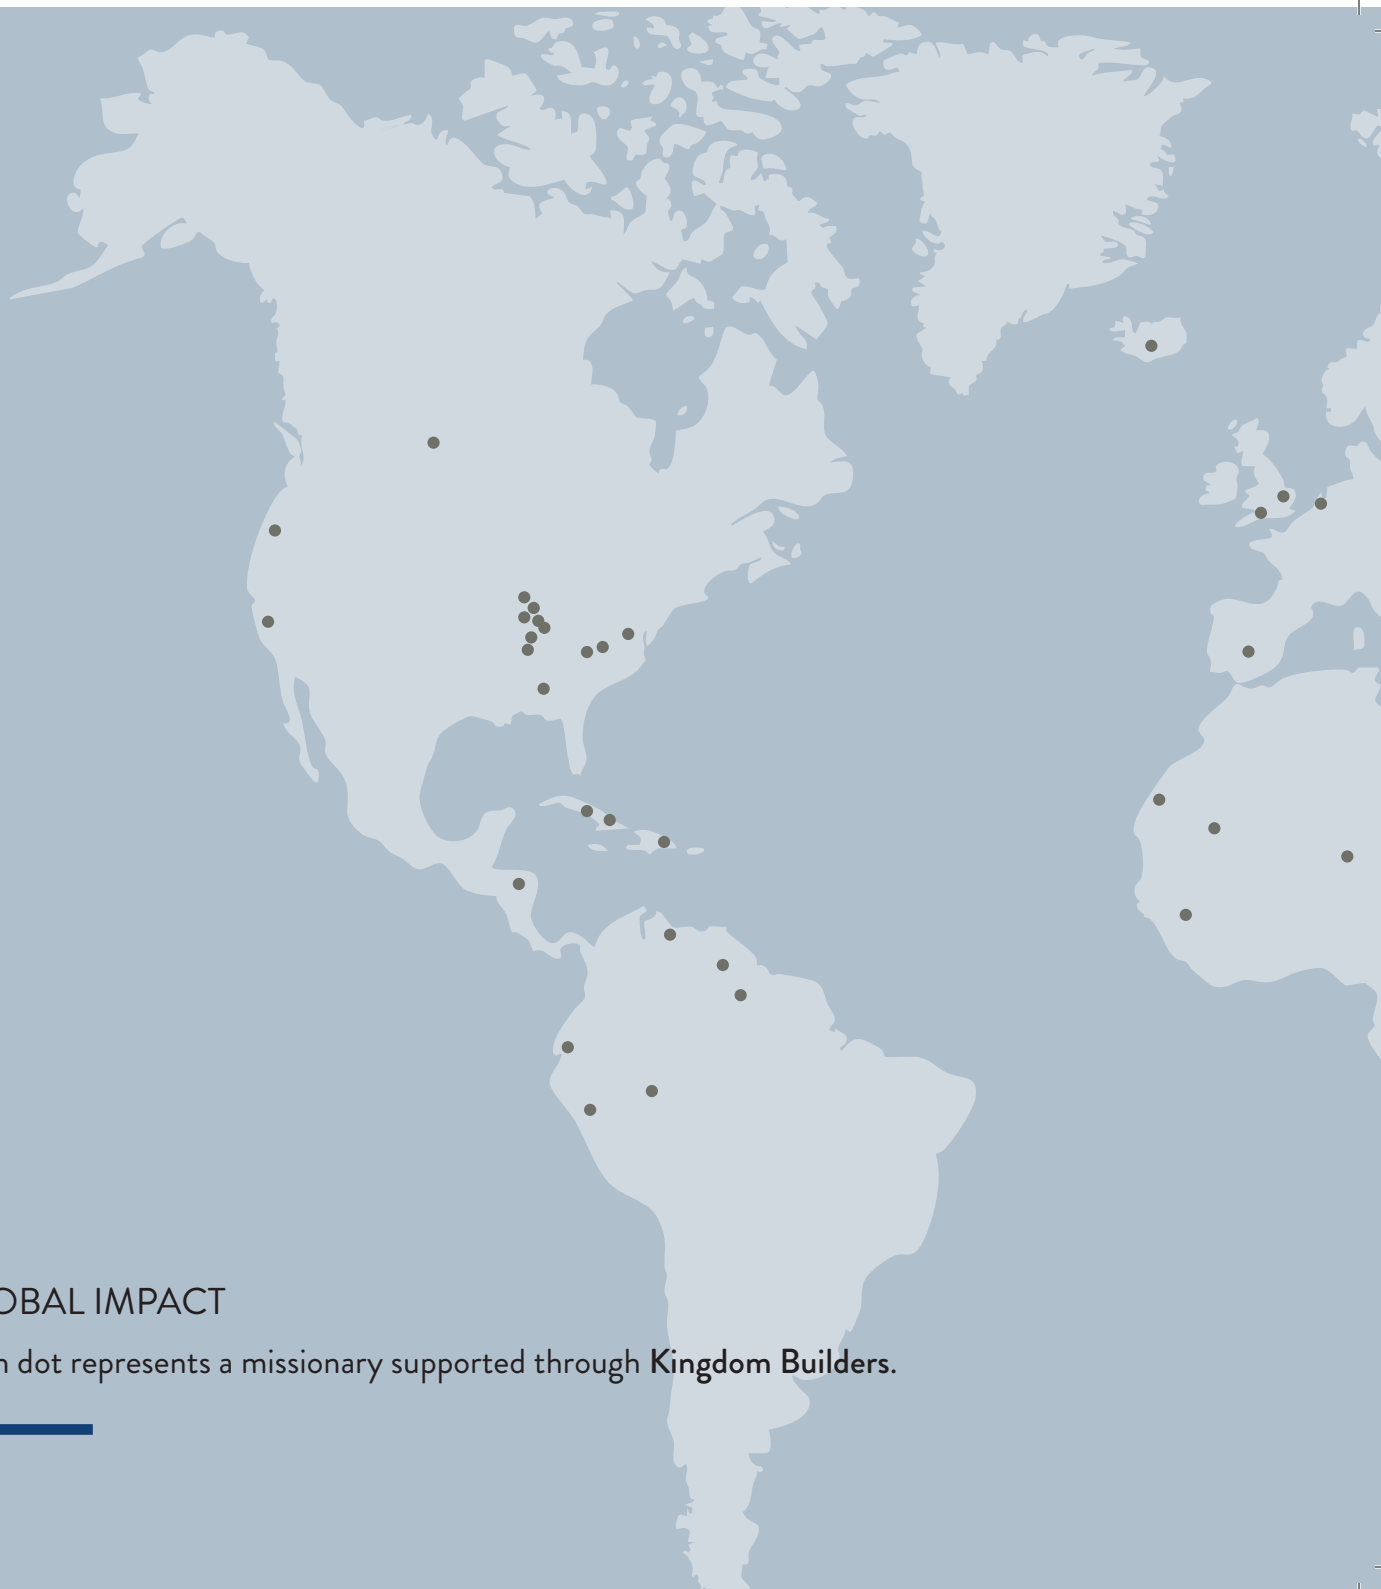 OBAL IMPACT
dot represents a missionary supported through Kingdom Builders.